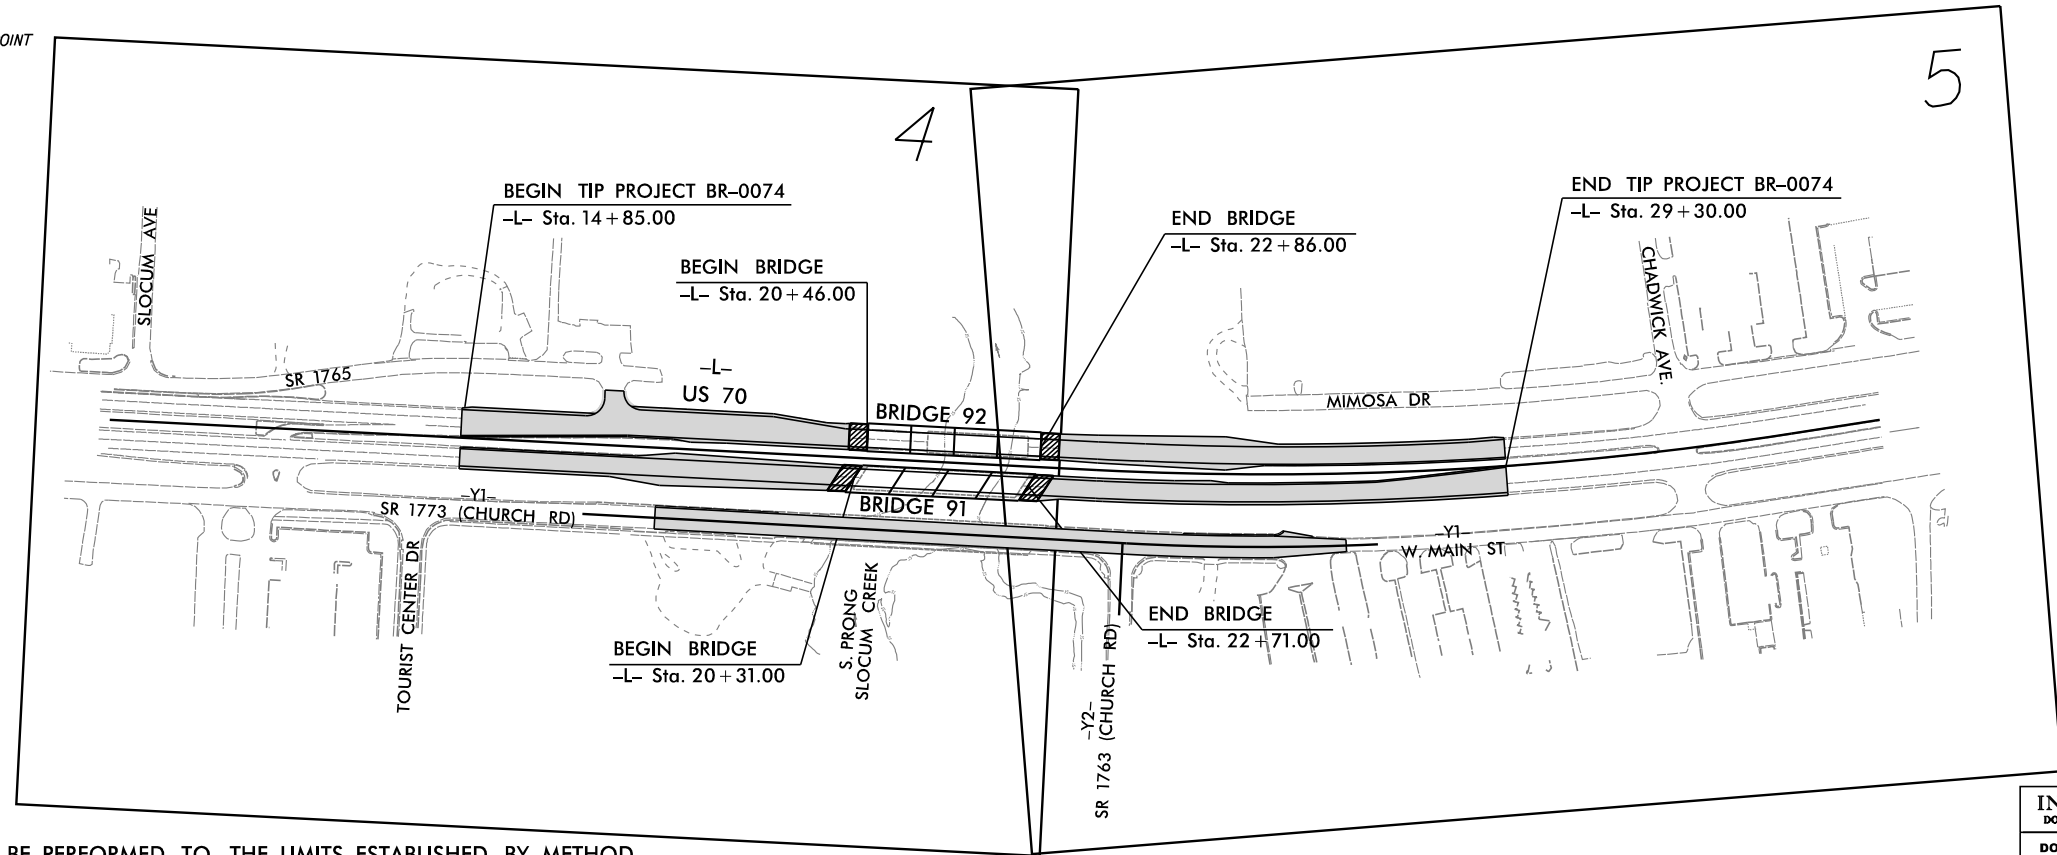 OINT
4
5
BEGIN TIP PROJECT BR–0074
–L– Sta. 14+85.00
END TIP PROJECT BR–0074
–L– Sta. 29+30.00
END BRIDGE
–L– Sta. 22+86.00
BEGIN BRIDGE
–L– Sta. 20+46.00
SLOCUM AVE
CHADWICK AVE.
SR 1765
–L–
US 70
BRIDGE 92
MIMOSA DR
–Y1–
SR 1773 (CHURCH RD)
BRIDGE 91
–Y1–
W. MAIN ST
TOURIST CENTER DR
S. PRONG
SLOCUM CREEK
BEGIN BRIDGE
–L– Sta. 20+31.00
END BRIDGE
–L– Sta. 22+71.00
–Y2–
SR 1763 (CHURCH RD)
BE PERFORMED TO THE LIMITS ESTABLISHED BY METHOD
IN
DO
DO